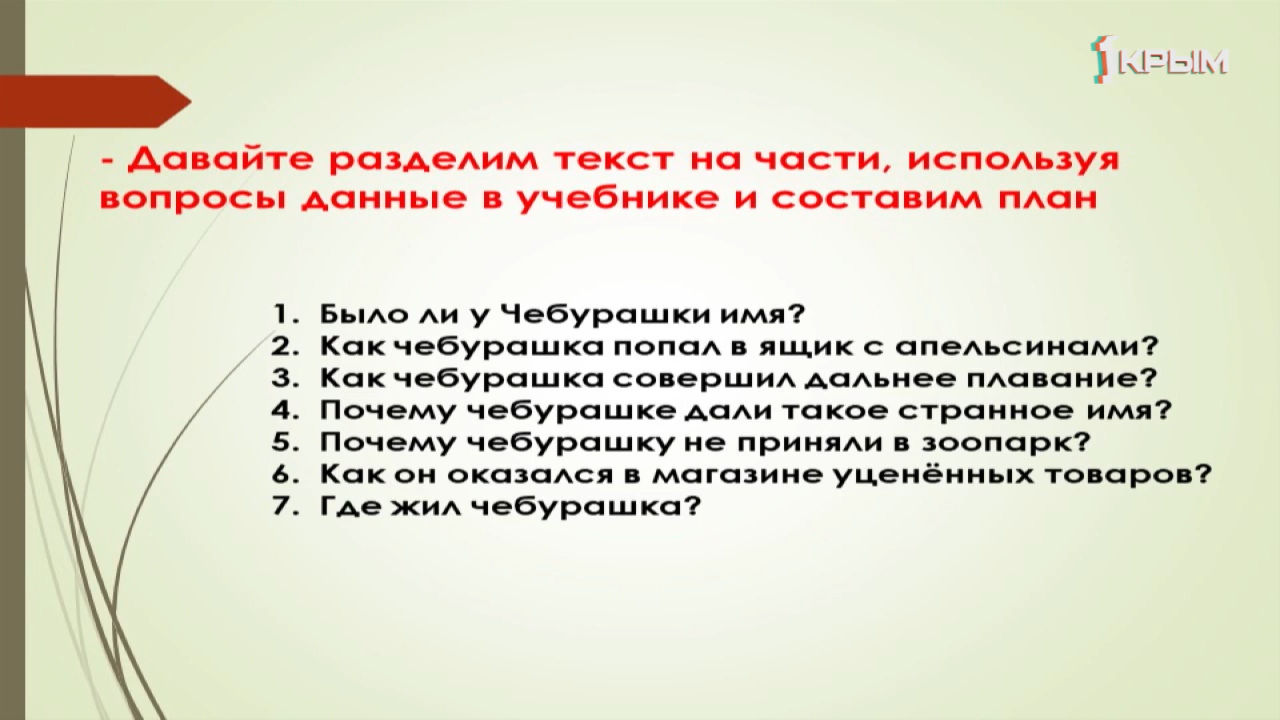 1КРЫМ
- Давайте разделим текст на части, используя
вопросы данные в учебнике и составим план
1. Было ли у Чебурашки имя?
2. Как чебурашка попал в ящик с апельсинами?
3. Как чебурашка совершил дальнее плавание?
4. Почему чебурашке дали такое странное имя?
5. Почему чебурашку не приняли в зоопарк?
6. Как он оказался в магазине уценённых товаров?
7. Где жил чебурашка?